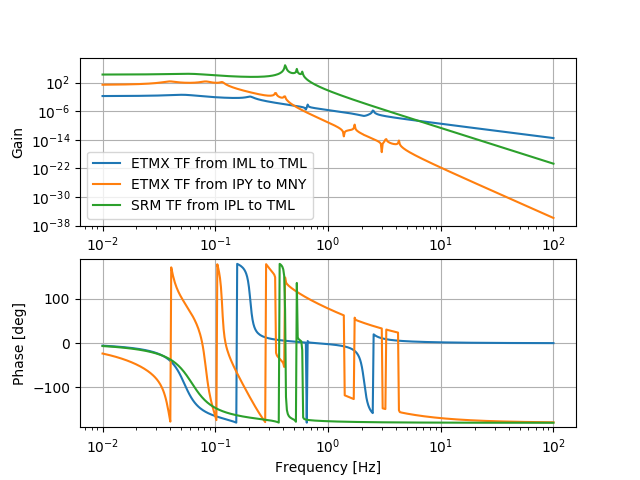 10^2
10^-6
10^-14
10^-22
10^-30
10^-38
Gain
ETMX TF from IML to TML
ETMX TF from IPY to MNY
SRM TF from IPL to TML
10^-2 10^-1 10^0 10^1 10^2
100
0
−100
Phase [deg]
10^-2 10^-1 10^0 10^1 10^2
Frequency [Hz]